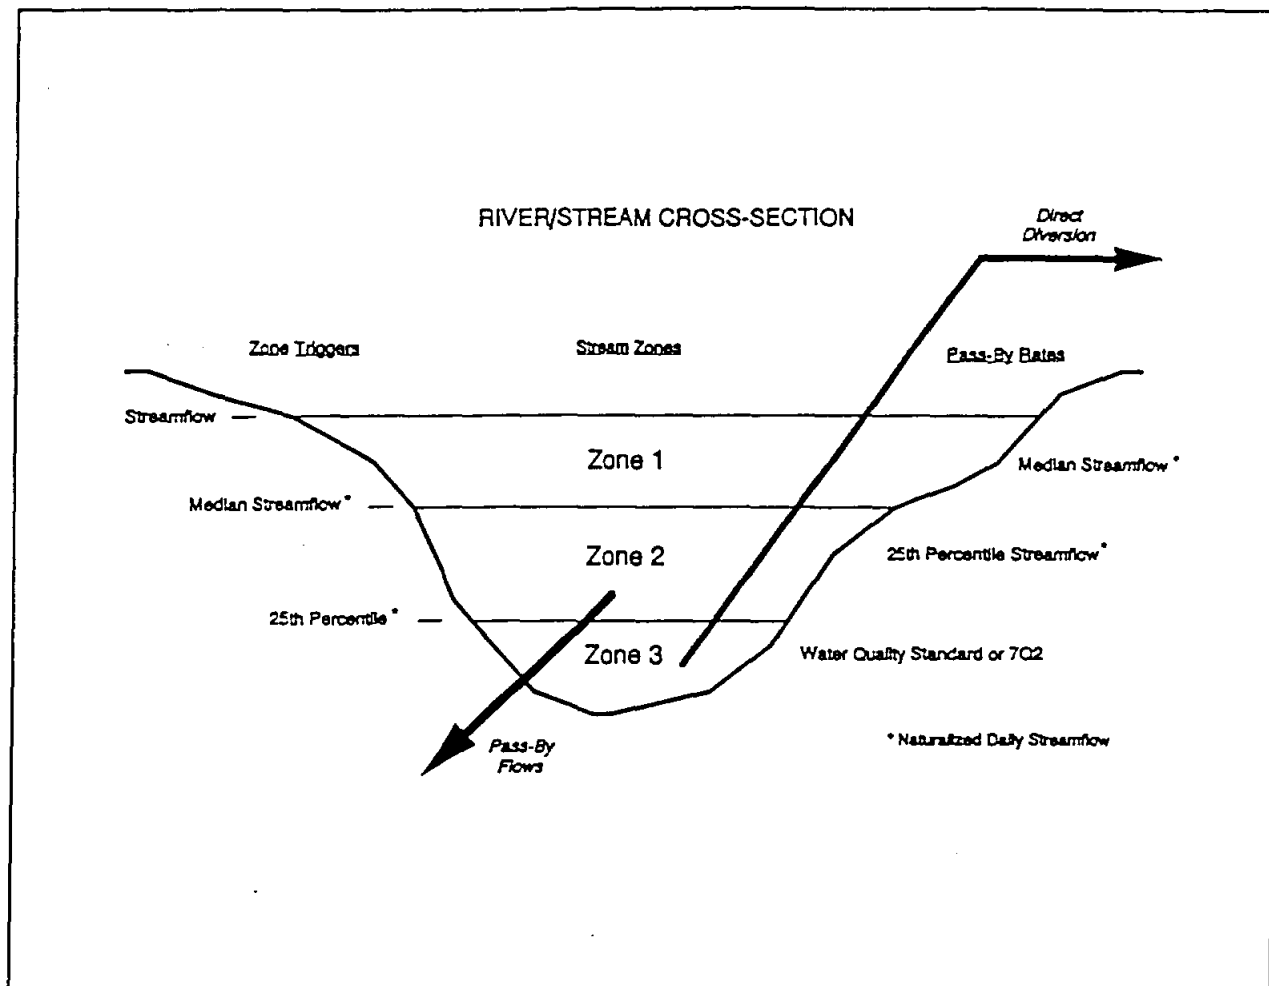 RIVER/STREAM CROSS-SECTION
Direct
Diversion
Zone Triggers
Stream Zones
Pass-By Rates
Streamflow
Zone 1
Median Streamflow *
Median Streamflow *
Zone 2
25th Percentile Streamflow *
25th Percentile *
Zone 3
Water Quality Standard or 7Q2
Pass-By
Flows
* Naturalized Daily Streamflow